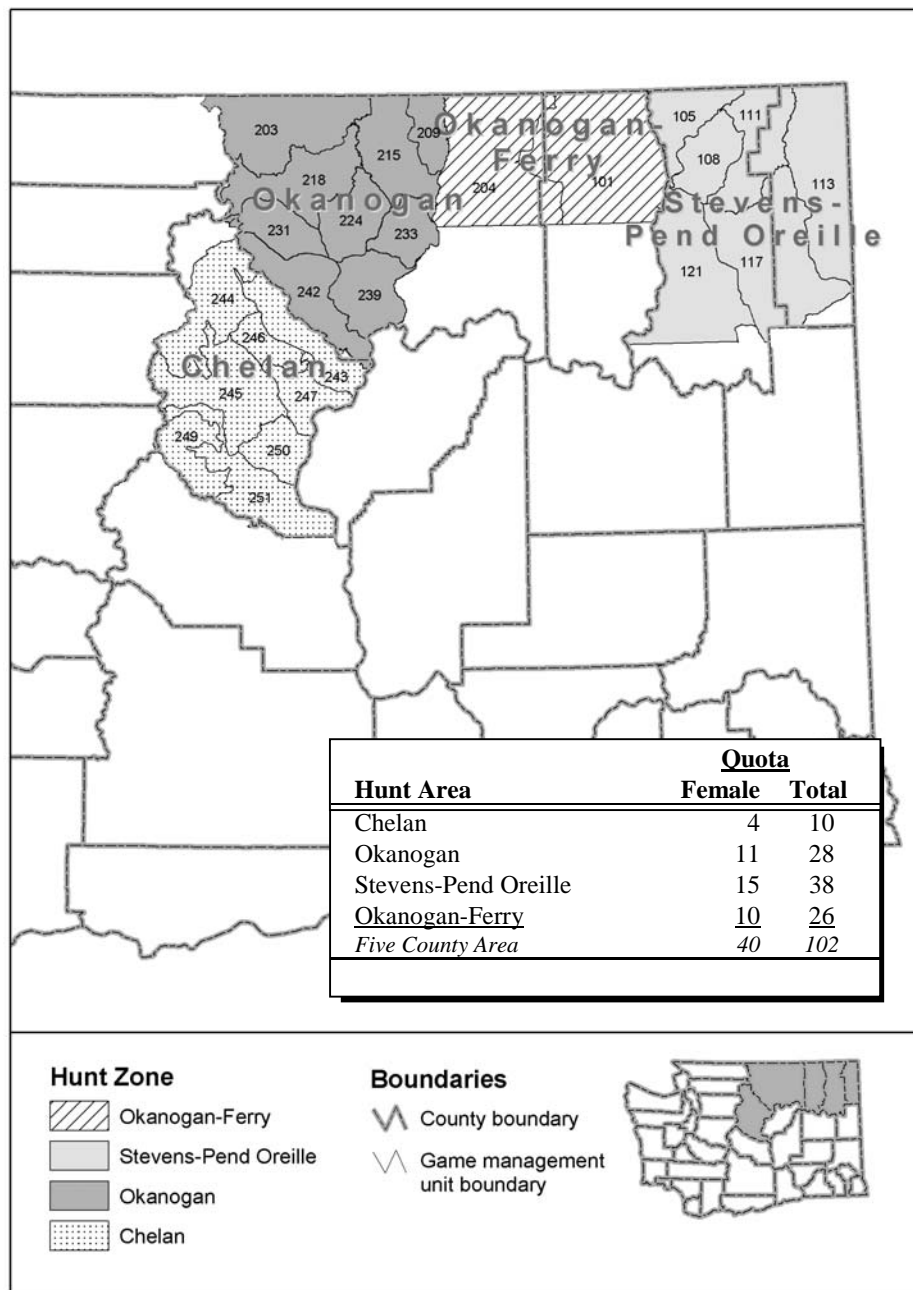 203
215
209
Okanogan-
Ferry
105
111
108
218
204
101
113
Okanogan
Stevens-
Pend Oreille
231
224
233
121
117
242
239
244
246
Chelan
243
245
247
249
250
251
Quota
Hunt Area Female Total
Chelan 4 10
Okanogan 11 28
Stevens-Pend Oreille 15 38
Okanogan-Ferry 10 26
Five County Area 40 102
Hunt Zone
Okanogan-Ferry
Stevens-Pend Oreille
Okanogan
Chelan
Boundaries
County boundary
Game management
unit boundary